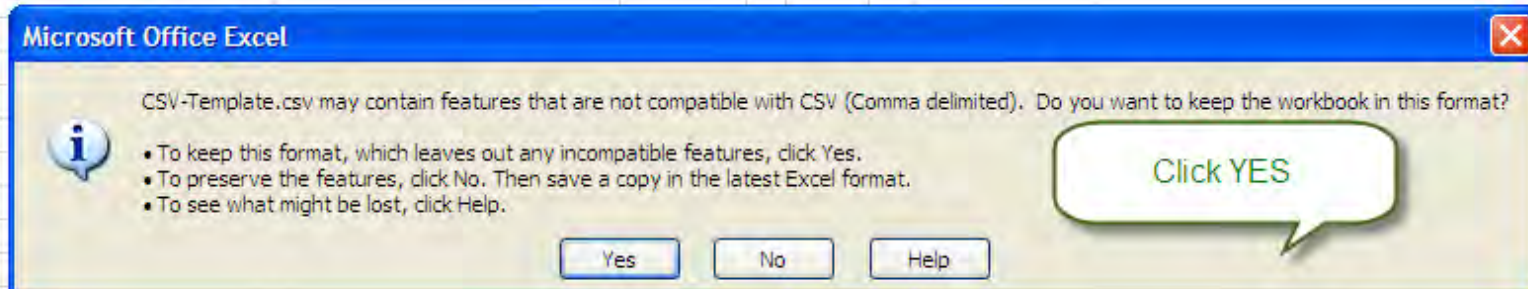 Microsoft Office Excel
CSV-Template.csv may contain features that are not compatible with CSV (Comma delimited). Do you want to keep the workbook in this format?
• To keep this format, which leaves out any incompatible features, click Yes.
• To preserve the features, click No. Then save a copy in the latest Excel format.
• To see what might be lost, click Help.
Click YES
Yes No Help